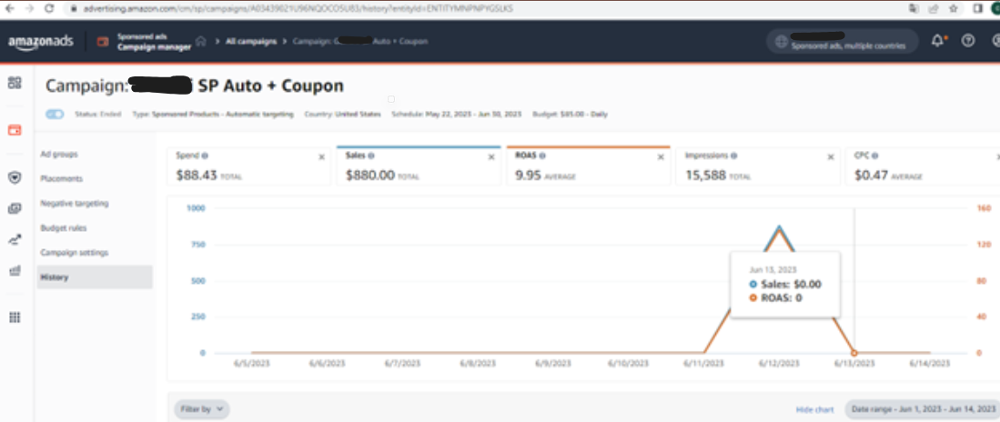 advertising.amazon.com/cm/sp/campaigns/A03439021U96NQOCO5U83/history?entityId=ENTITYMNPNPYGSLKS
amazonads
Sponsored ads
Campaign manager
> All campaigns > Campaign: Auto + Coupon
Sponsored ads, multiple countries
Campaign: SP Auto + Coupon
Status: Ended Type: Sponsored Products - Automatic targeting Country: United States Schedule: May 22, 2023 - Jun 30, 2023 Budget: $85.00 - Daily
Ad groups
Placements
Negative targeting
Budget rules
Campaign settings
History
Spend
$88.43 TOTAL
Sales
$880.00 TOTAL
ROAS
9.95 AVERAGE
Impressions
15,588 TOTAL
CPC
$0.47 AVERAGE
1000 160
750 120
500 80
250 40
0 0
Jun 13, 2023
Sales: $0.00
ROAS: 0
6/5/2023 6/6/2023 6/7/2023 6/8/2023 6/9/2023 6/10/2023 6/11/2023 6/12/2023 6/13/2023 6/14/2023
Filter by
Hide chart
Date range - Jun 1, 2023 - Jun 14, 2023